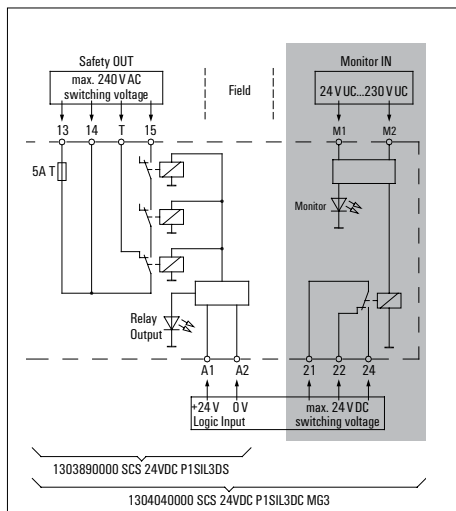 Safety OUT
max. 240 V AC
switching voltage
Field
Monitor IN
24 V UC...230 V UC
13 14 T 15
M1 M2
5A T
Monitor
Relay
Output
A1 A2 21 22 24
+24 V 0 V
Logic Input
max. 24 V DC
switching voltage
1303890000 SCS 24VDC P1SIL3DS
1304040000 SCS 24VDC P1SIL3DC MG3